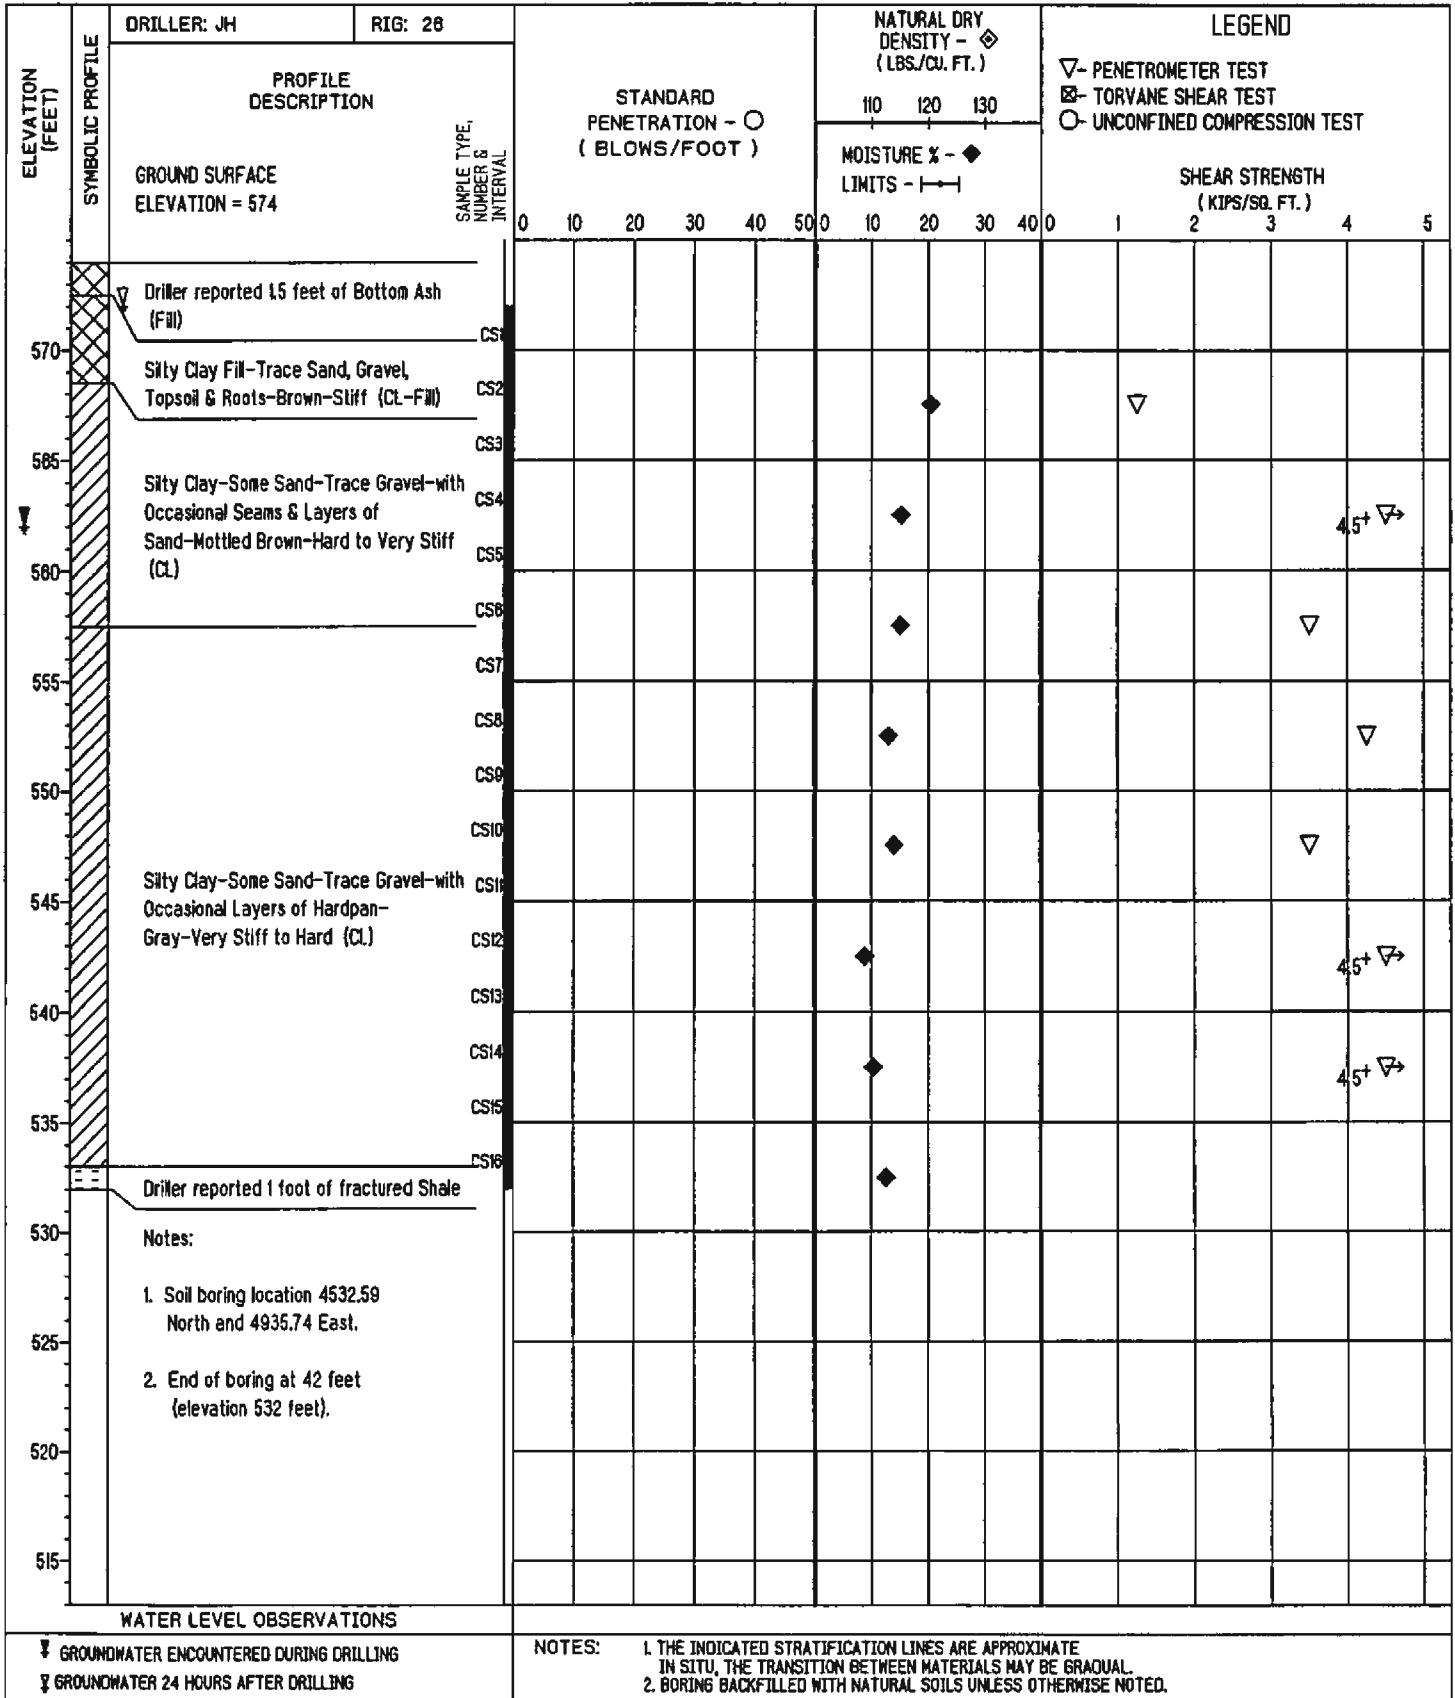 DRILLER: JH
RIG: 26
ELEVATION
(FEET)
SYMBOLIC PROFILE
PROFILE
DESCRIPTION
GROUND SURFACE
ELEVATION = 574
SAMPLE TYPE,
NUMBER &
INTERVAL
STANDARD
PENETRATION -
( BLOWS/FOOT )
0 10 20 30 40 50
NATURAL DRY
DENSITY -
( LBS./CU. FT. )
110 120 130
MOISTURE % -
LIMITS -
0 10 20 30 40
LEGEND
- PENETROMETER TEST
- TORVANE SHEAR TEST
- UNCONFINED COMPRESSION TEST
SHEAR STRENGTH
( KIPS/SQ. FT. )
0 1 2 3 4 5
Driller reported 1.5 feet of Bottom Ash
(Fill)
CS1
570
Silty Clay Fill-Trace Sand, Gravel,
Topsoil & Roots-Brown-Stiff (CL-Fill)
CS2
CS3
565
Silty Clay-Some Sand-Trace Gravel-with
Occasional Seams & Layers of
Sand-Mottled Brown-Hard to Very Stiff
(CL)
CS4
4.5+
CS5
560
CS6
CS7
555
CS8
CS9
550
CS10
Silty Clay-Some Sand-Trace Gravel-with
Occasional Layers of Hardpan-
Gray-Very Stiff to Hard (CL)
CS11
545
CS12
4.5+
CS13
540
CS14
4.5+
CS15
535
CS16
Driller reported 1 foot of fractured Shale
530
Notes:
1. Soil boring location 4532.59
North and 4935.74 East.
525
2. End of boring at 42 feet
(elevation 532 feet).
520
515
WATER LEVEL OBSERVATIONS
GROUNDWATER ENCOUNTERED DURING DRILLING
GROUNDWATER 24 HOURS AFTER DRILLING
NOTES: 1. THE INDICATED STRATIFICATION LINES ARE APPROXIMATE
IN SITU, THE TRANSITION BETWEEN MATERIALS MAY BE GRADUAL.
2. BORING BACKFILLED WITH NATURAL SOILS UNLESS OTHERWISE NOTED.